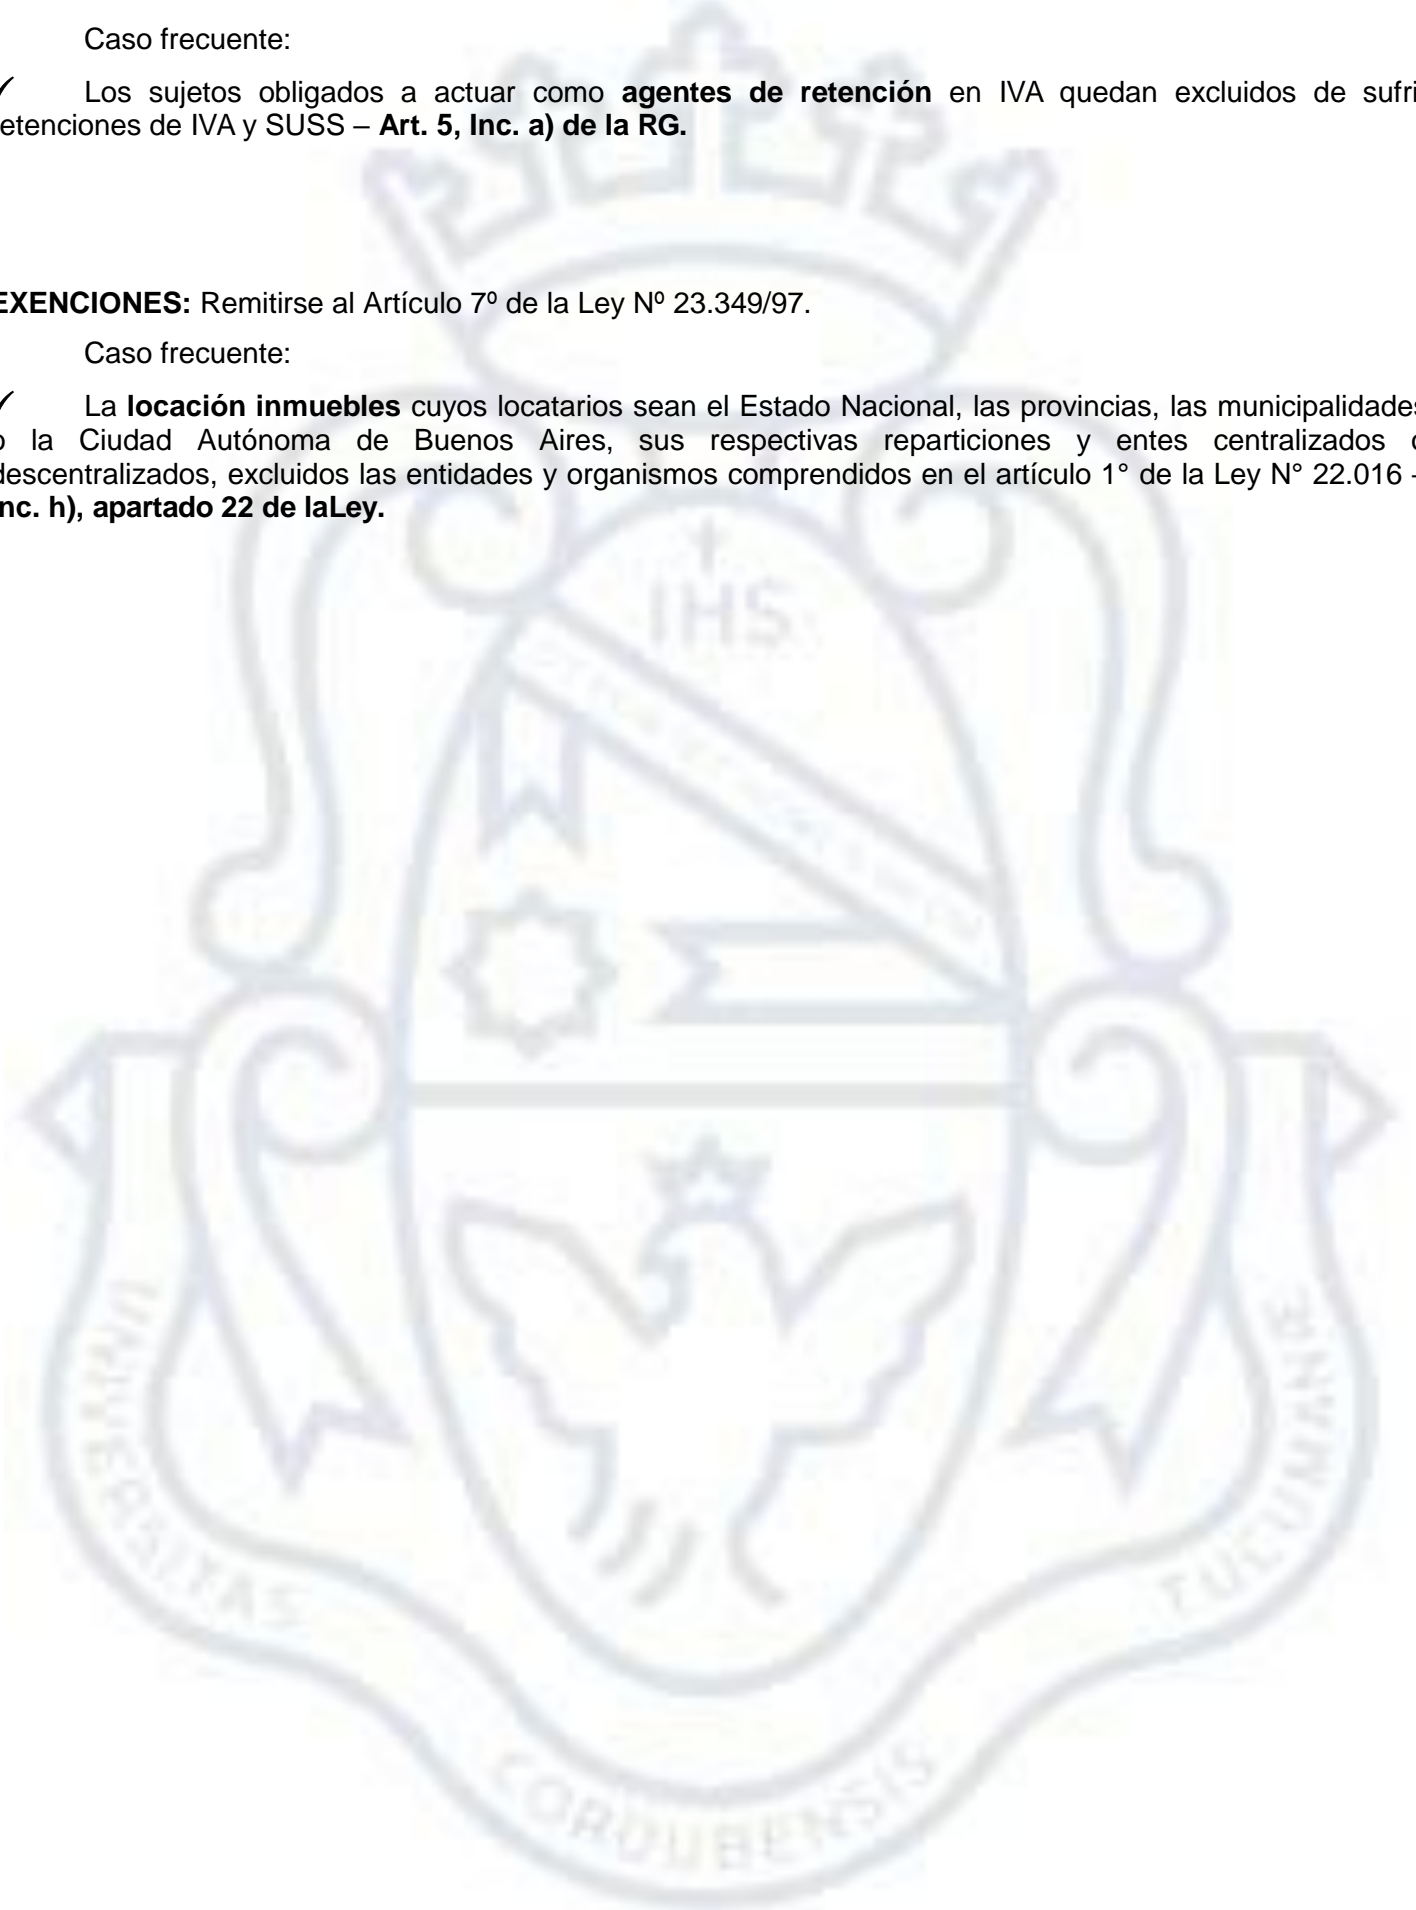 Caso frecuente:
✓ Los sujetos obligados a actuar como agentes de retención en IVA quedan excluidos de sufri
etenciones de IVA y SUSS – Art. 5, Inc. a) de la RG.
EXENCIONES: Remitirse al Artículo 7º de la Ley Nº 23.349/97.
Caso frecuente:
✓ La locación inmuebles cuyos locatarios sean el Estado Nacional, las provincias, las municipalidades
o la Ciudad Autónoma de Buenos Aires, sus respectivas reparticiones y entes centralizados o
descentralizados, excluidos las entidades y organismos comprendidos en el artículo 1° de la Ley N° 22.016 -
nc. h), apartado 22 de laLey.
IHS
UNIVERSITAS
CORDUBENSIS
TUCUMANAE